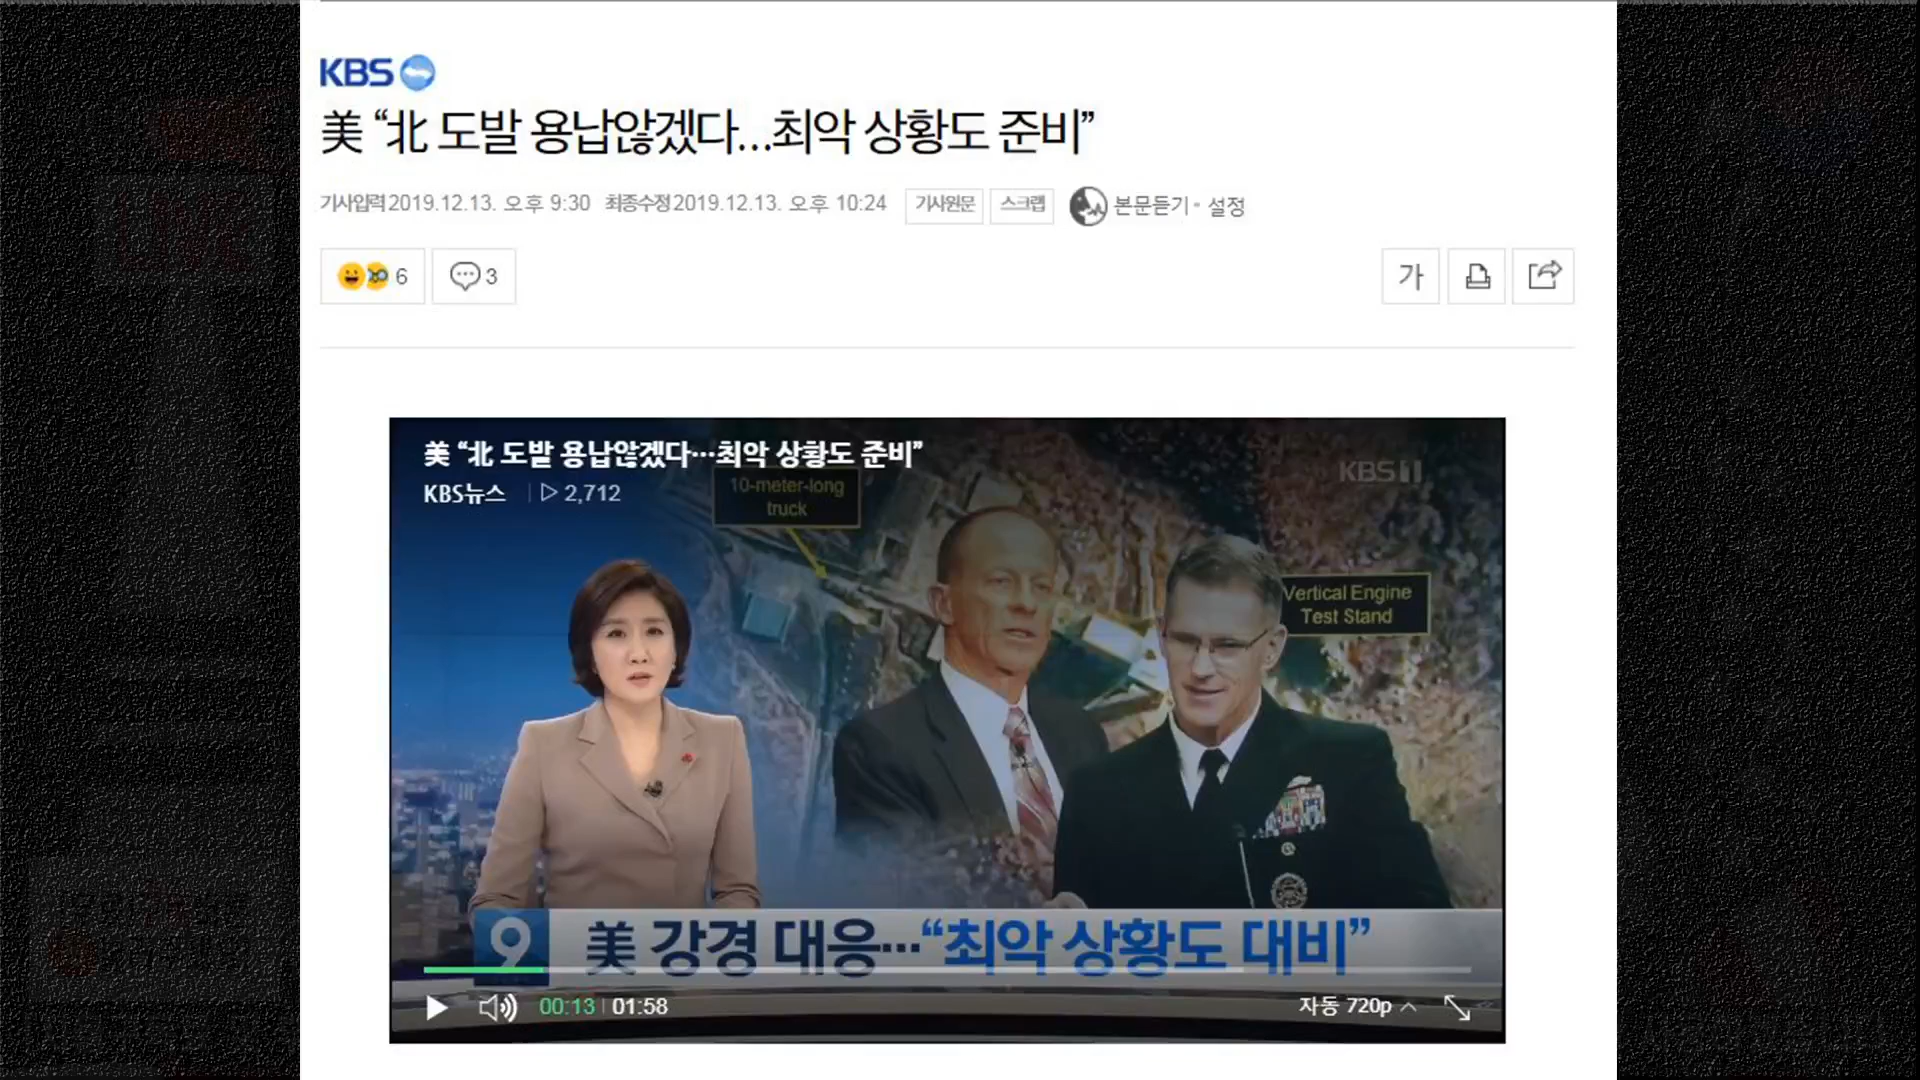 KBS
美 “北 도발 용납않겠다…최악 상황도 준비”
기사입력 2019.12.13. 오후 9:30 최종수정 2019.12.13. 오후 10:24 기사원문 스크랩 본문듣기 · 설정
6 3 가
美 “北 도발 용납않겠다…최악 상황도 준비”
KBS뉴스 2,712
KBS 1
10-meter-long
truck
Vertical Engine
Test Stand
9 美 강경 대응…“최악 상황도 대비”
00:13 01:58 자동 720p